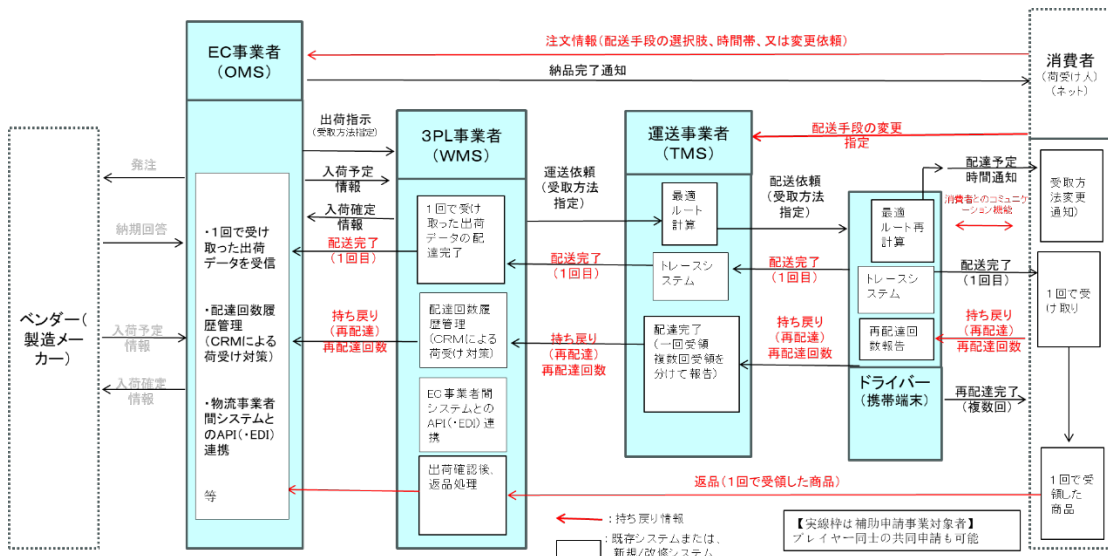 EC事業者
（OMS）
注文情報（配送手段の選択肢、時間帯、又は変更依頼）
納品完了通知
消費者
（荷受け人）
（ネット）
ベンダー（
製造メー
カー）
発注
納期回答
入荷予定
情報
入荷確定
情報
・1回で受け
取った出荷
データを受信
・配達回数履
歴管理
（CRMによる
荷受け対策）
・物流事業者
間システムと
のAPI（・EDI）
連携
等
出荷指示
（受取方法指定）
入荷予定
情報
入荷確定
情報
配送完了
（1回目）
持ち戻り
（再配達）
再配達回数
3PL事業者
（WMS）
1回で受け
取った出荷
データの配
達完了
配達回数履
歴管理
（CRMによる
荷受け対策）
EC事業者間
システムとの
API（・EDI）連
携
出荷確認後、
返品処理
運送依頼
（受取方法
指定）
配送完了
（1回目）
持ち戻り
（再配達）
再配達回数
運送事業者
（TMS）
最適
ルート
計算
トレースシ
ステム
配達完了
（一回受領
複数回受領を
分けて報告）
配送手段の変更
指定
配送依頼
（受取方法
指定）
配送完了
（1回目）
持ち戻り
（再配達）
再配達回数
最適
ルート再
計算
トレースシ
ステム
再配達回
数報告
ドライバー
（携帯端末）
配達予定
時間通知
消費者とのコミュニケ
ーション機能
配送完了
（1回目）
持ち戻り
（再配達）
再配達回数
再配達完了
（複数回）
受取方
法変更
通知）
1回で受
け取り
1回で受
領した
商品
返品（1回で受領した商品）
：持ち戻り情報
：既存システムまたは、
新規/改修システム
【実線枠は補助申請事業対象者】
プレイヤー同士の共同申請も可能